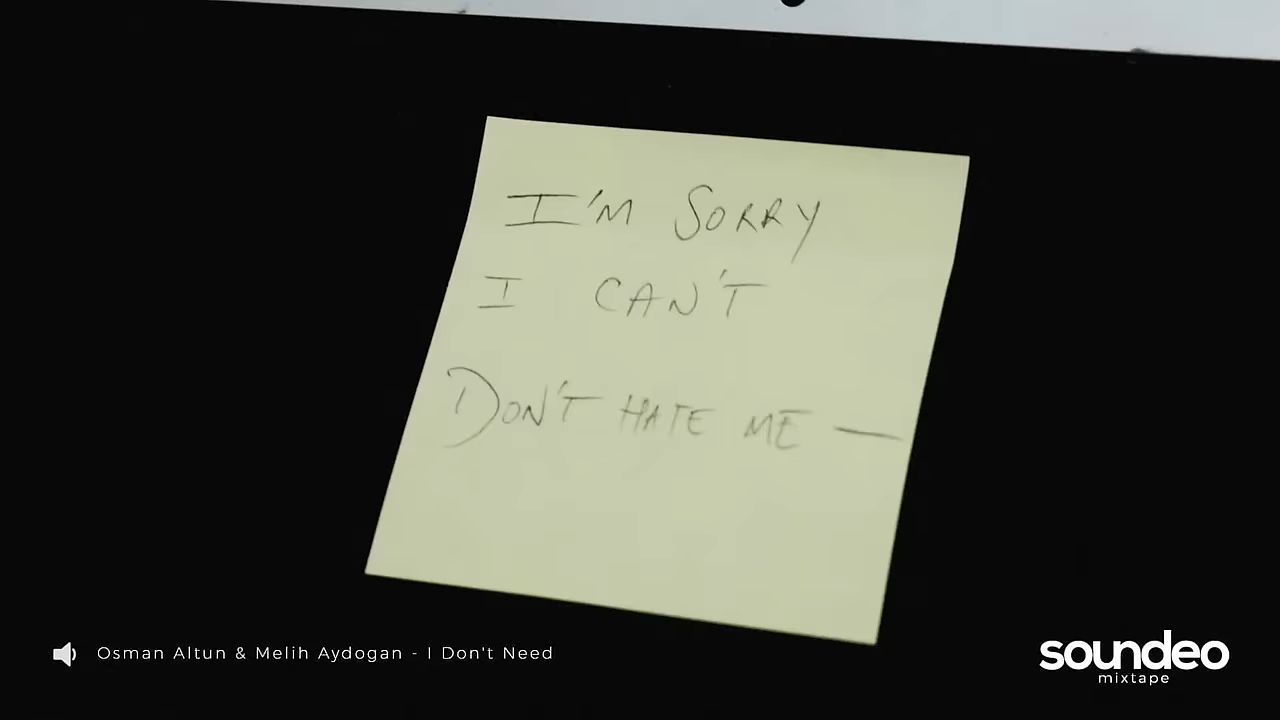 I'M SORRY
I CAN'T
DON'T HATE ME —
Osman Altun & Melih Aydogan - I Don't Need
soundeo
mixtape